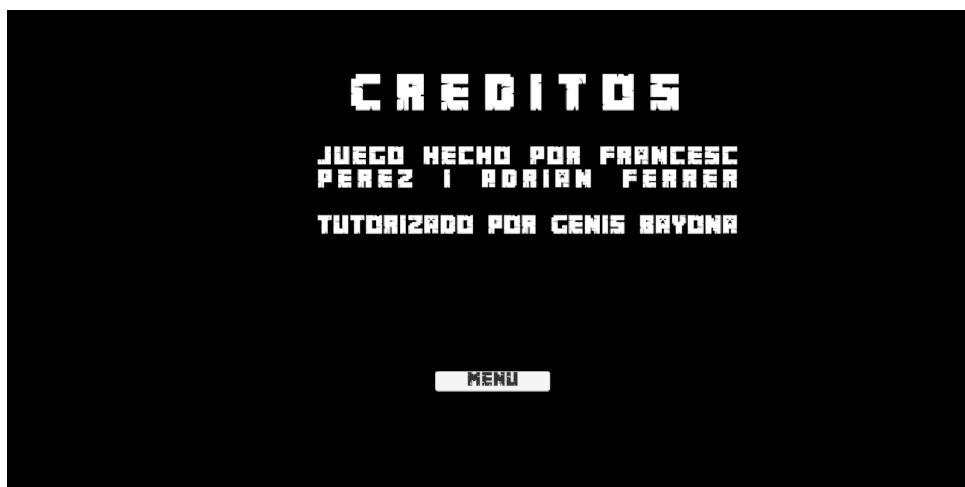 CREDITOS
JUEGO HECHO POR FRANCESC
PEREZ I ADRIAN FERRER
TUTORIZADO POR GENIS BAYONA
MENU